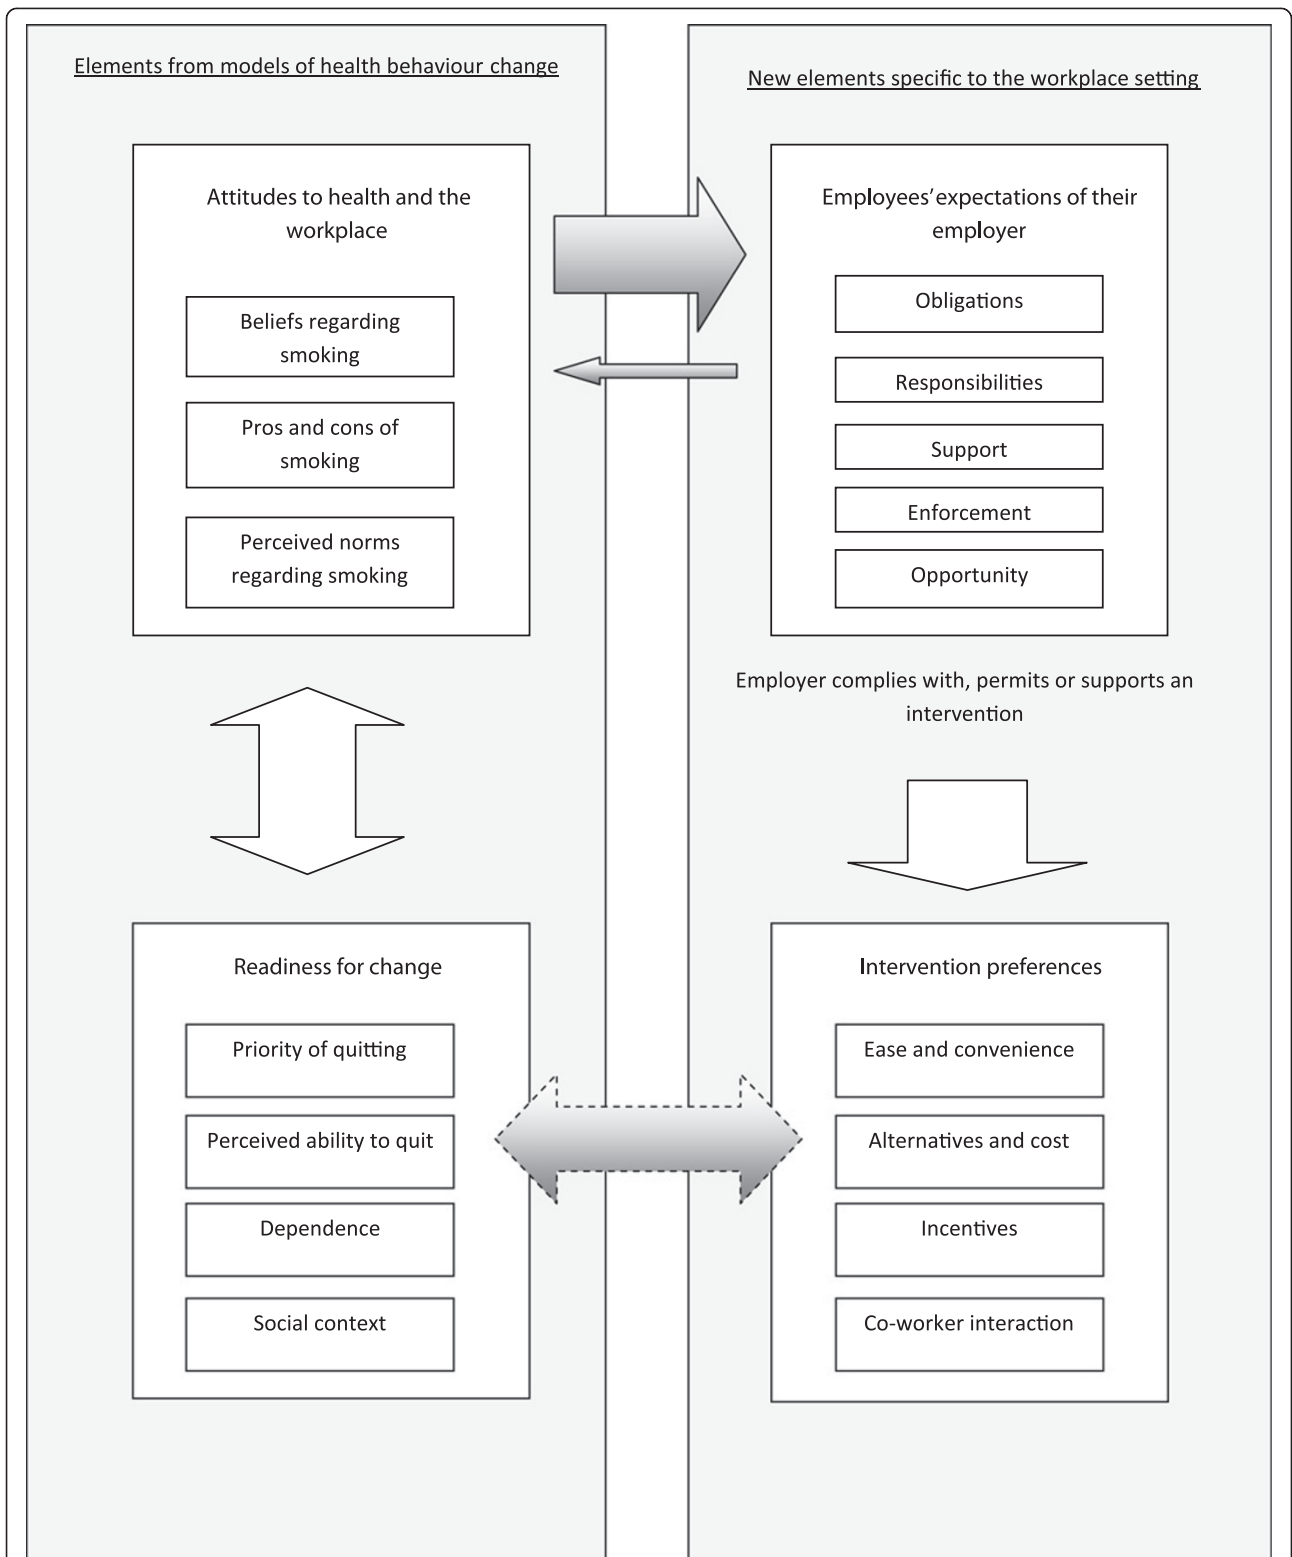 Elements from models of health behaviour change
Attitudes to health and the
workplace
Beliefs regarding
smoking
Pros and cons of
smoking
Perceived norms
regarding smoking
Readiness for change
Priority of quitting
Perceived ability to quit
Dependence
Social context
New elements specific to the workplace setting
Employees’ expectations of their
employer
Obligations
Responsibilities
Support
Enforcement
Opportunity
Employer complies with, permits or supports an
intervention
Intervention preferences
Ease and convenience
Alternatives and cost
Incentives
Co-worker interaction